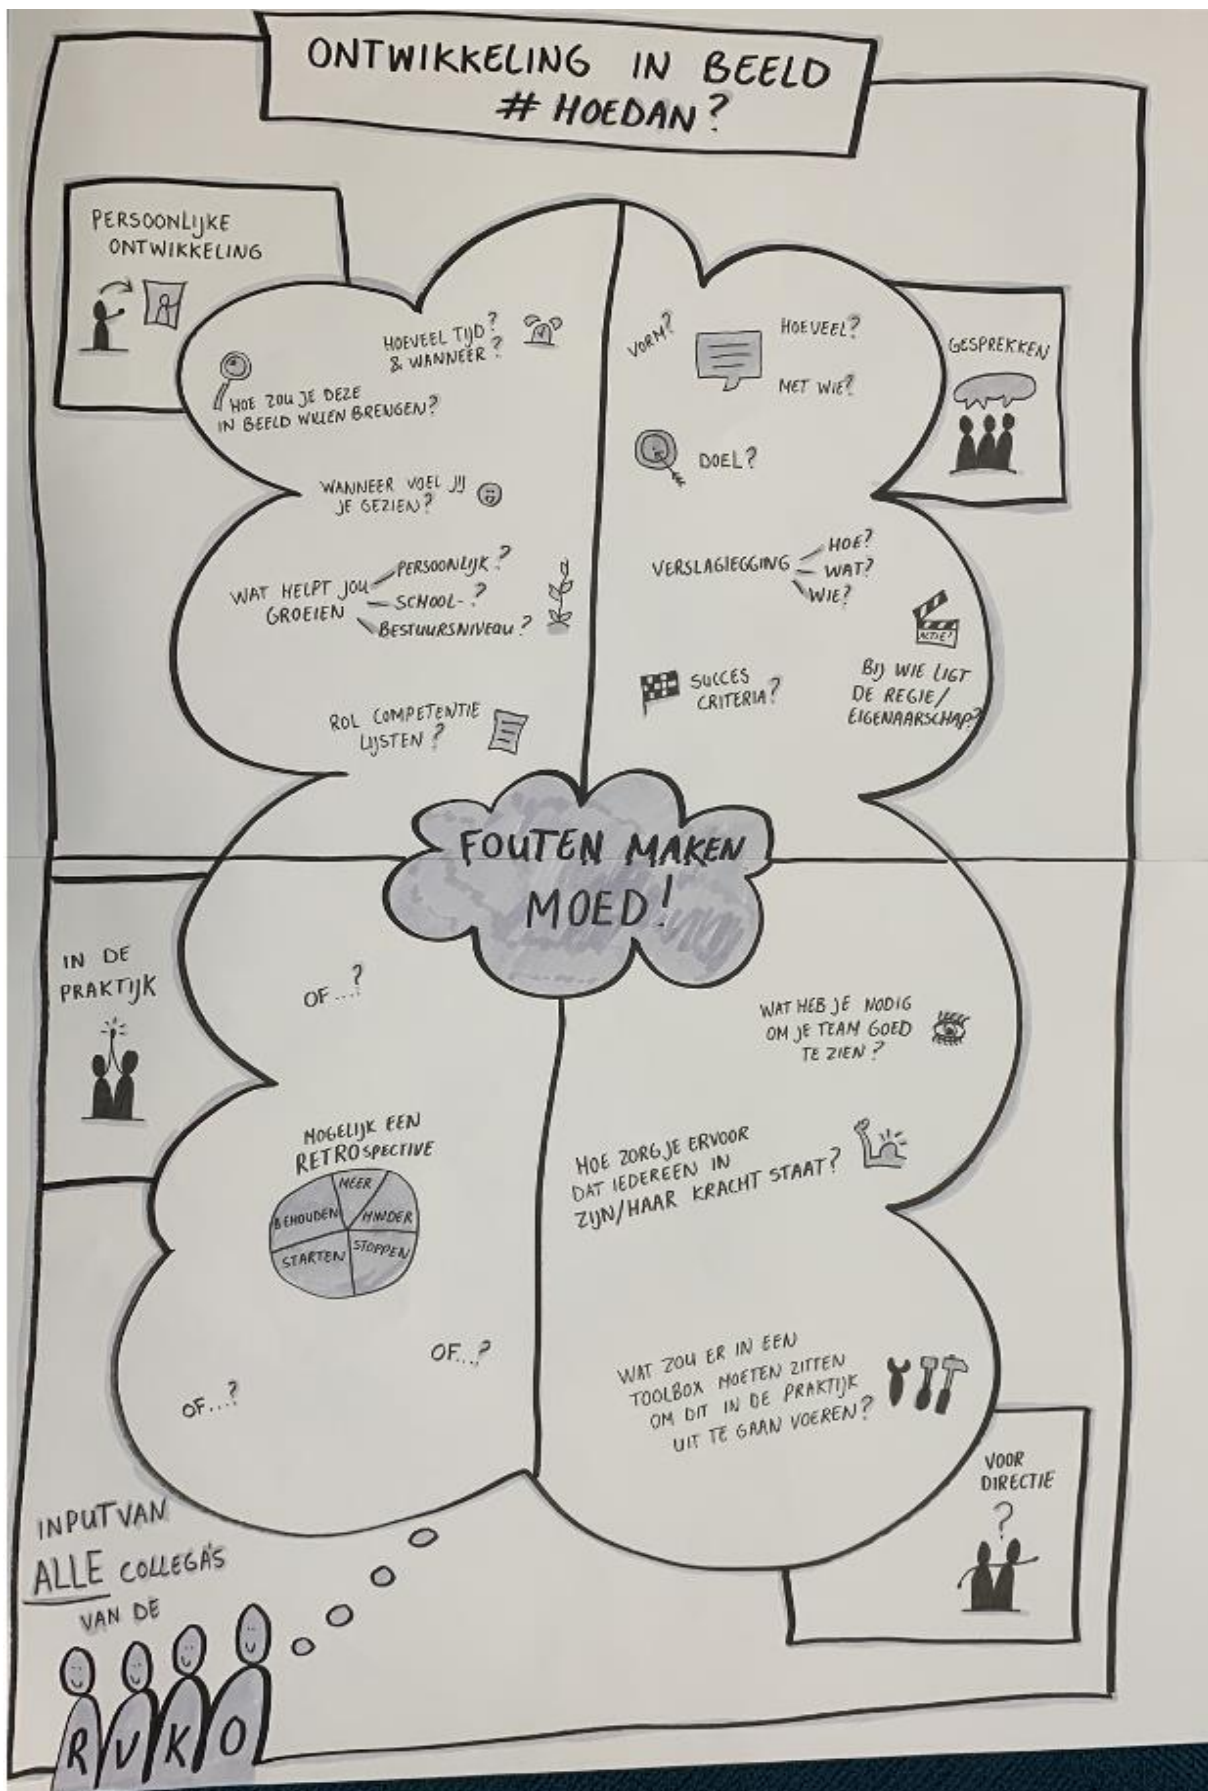 ONTWIKKELING IN BEELD
# HOEDAN?
PERSOONLIJKE
ONTWIKKELING
HOEVEEL TIJD?
& WANNEER?
HOE ZOU JE DEZE
IN BEELD WILLEN BRENGEN?
WANNEER VOEL JIJ
JE GEZIEN?
WAT HELPT JOU
GROEIEN
PERSOONLIJK?
SCHOOL-?
BESTUURSNIVEAU?
ROL COMPETENTIE
LIJSTEN?
VORM?
HOEVEEL?
MET WIE?
GESPREKKEN
DOEL?
VERSLAGLEGGING
HOE?
WAT?
WIE?
ACTIE!
BIJ WIE LIGT
DE REGIE/
EIGENAARSCHAP?
SUCCES
CRITERIA?
FOUTEN MAKEN
MOED!
IN DE
PRAKTIJK
OF...?
MOGELIJK EEN
RETROSPECTIVE
MEER
BEHOUDEN
MINDER
STARTEN
STOPPEN
OF...?
OF...?
WAT HEB JE NODIG
OM JE TEAM GOED
TE ZIEN?
HOE ZORG JE ERVOOR
DAT IEDEREEN IN
ZIJN/HAAR KRACHT STAAT?
WAT ZOU ER IN EEN
TOOLBOX MOETEN ZITTEN
OM DIT IN DE PRAKTIJK
UIT TE GAAN VOEREN?
VOOR
DIRECTIE
?
INPUT VAN
ALLE COLLEGA'S
VAN DE
RVKO